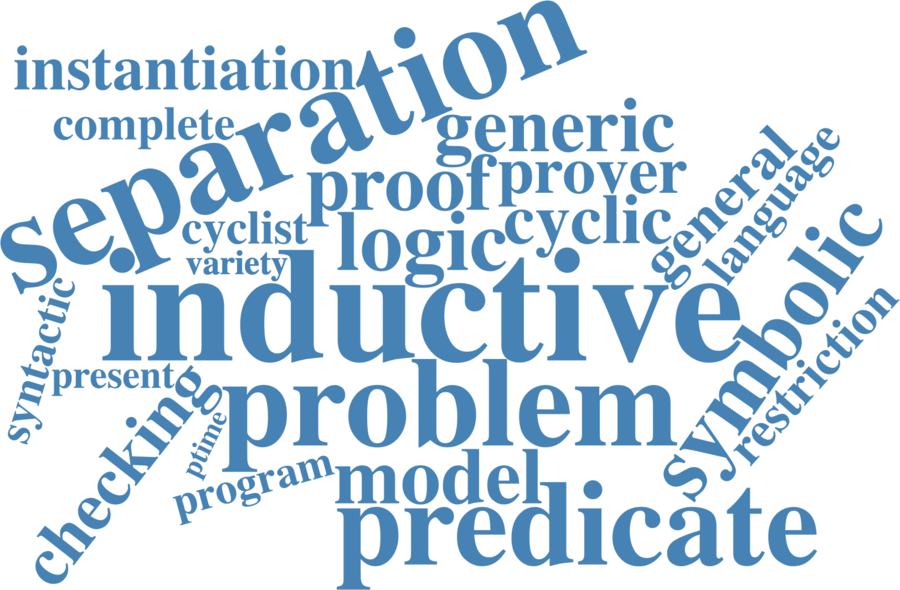 separation
instantiation
complete
generic
proof
prover
general
language
cyclist
logic
cyclic
variety
inductive
symbolic
syntactic
present
problem
restriction
checking
ptime
program
model
predicate